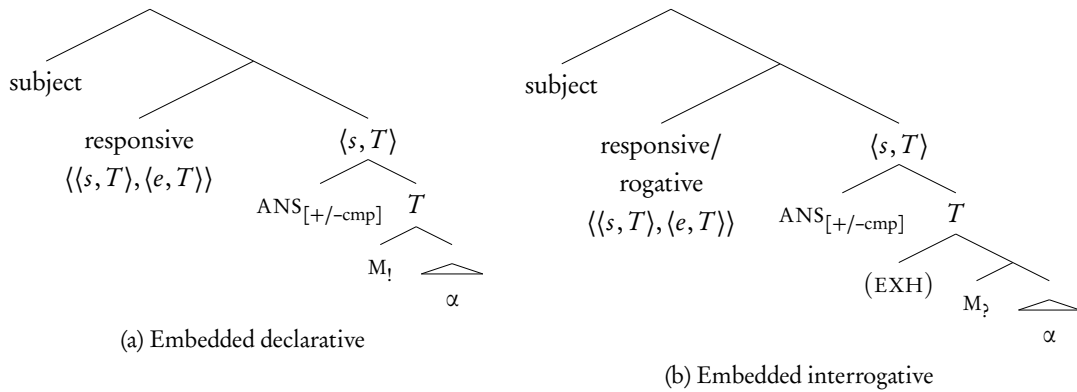 subject
responsive
⟨⟨s, T⟩, ⟨e, T⟩⟩
⟨s, T⟩
ANS[+/–cmp]
T
M!
α
(a) Embedded declarative
subject
responsive/
rogative
⟨⟨s, T⟩, ⟨e, T⟩⟩
⟨s, T⟩
ANS[+/–cmp]
T
(EXH)
M?
α
(b) Embedded interrogative